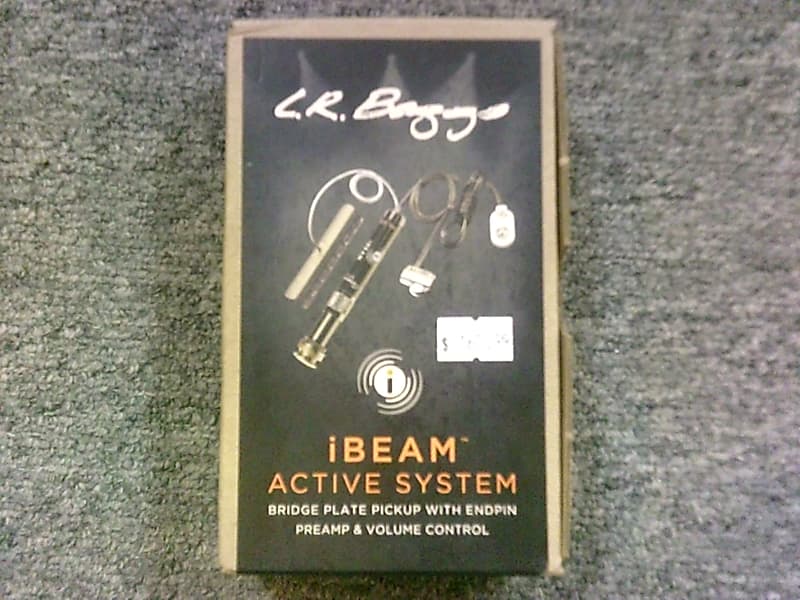 L.R. Baggs
i
iBEAM™
ACTIVE SYSTEM
BRIDGE PLATE PICKUP WITH ENDPIN
PREAMP & VOLUME CONTROL